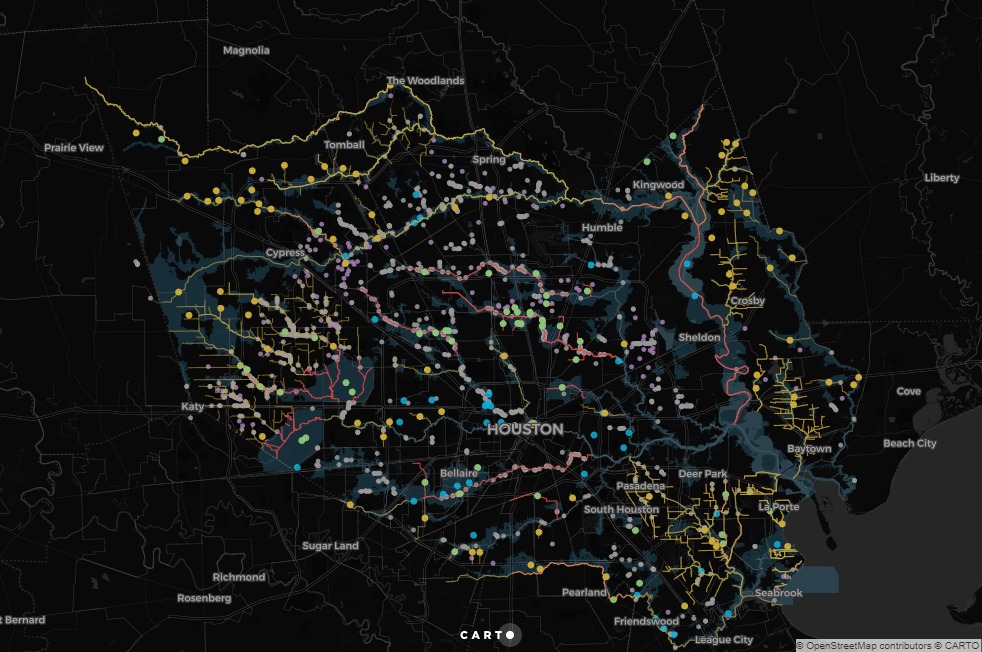 Magnolia
The Woodlands
Prairie View
Tomball
Spring
Liberty
Kingwood
Humble
Cypress
Crosby
Sheldon
Cove
Katy
HOUSTON
Beach City
Baytown
Bellaire
Deer Park
Pasadena
South Houston
La Porte
Sugar Land
Richmond
Pearland
Seabrook
Rosenberg
t Bernard
Friendswood
CARTO
League City
© OpenStreetMap contributors © CARTO